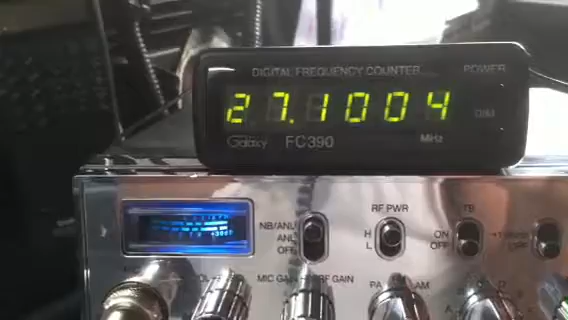 DIGITAL FREQUENCY COUNTER
POWER
27.1004
DIM
Galaxy FC390
MHz
RF PWR
TB
NB/ANL
ANL
OFF
H
L
ON
OFF
MIC GAIN
RF GAIN
PA
AM